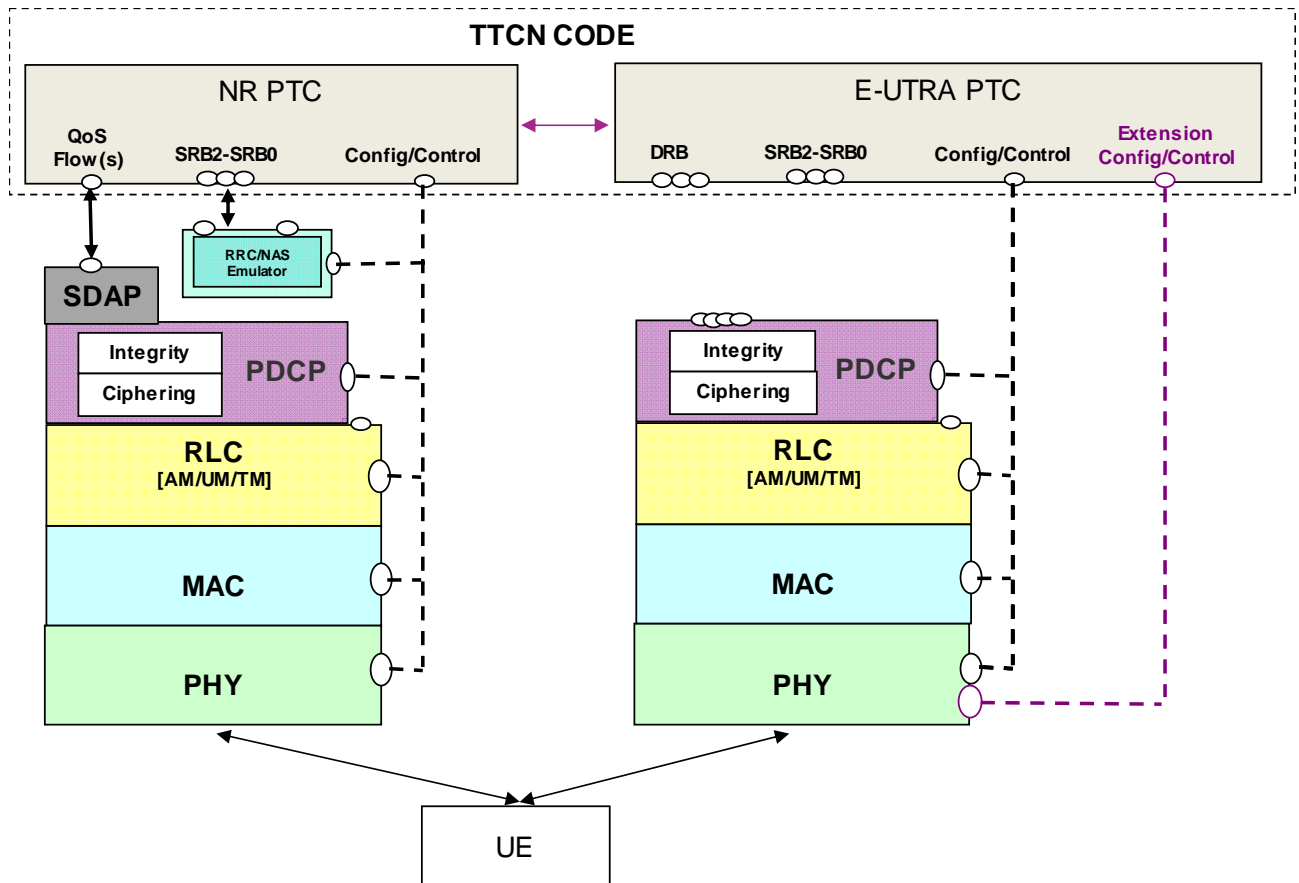 TTCN CODE
NR PTC
E-UTRA PTC
QoS
Flow(s)
SRB2-SRB0
Config/Control
DRB
SRB2-SRB0
Config/Control
Extension
Config/Control
RRC/NAS
Emulator
SDAP
Integrity
Ciphering
PDCP
Integrity
Ciphering
PDCP
RLC
[AM/UM/TM]
RLC
[AM/UM/TM]
MAC
MAC
PHY
PHY
UE